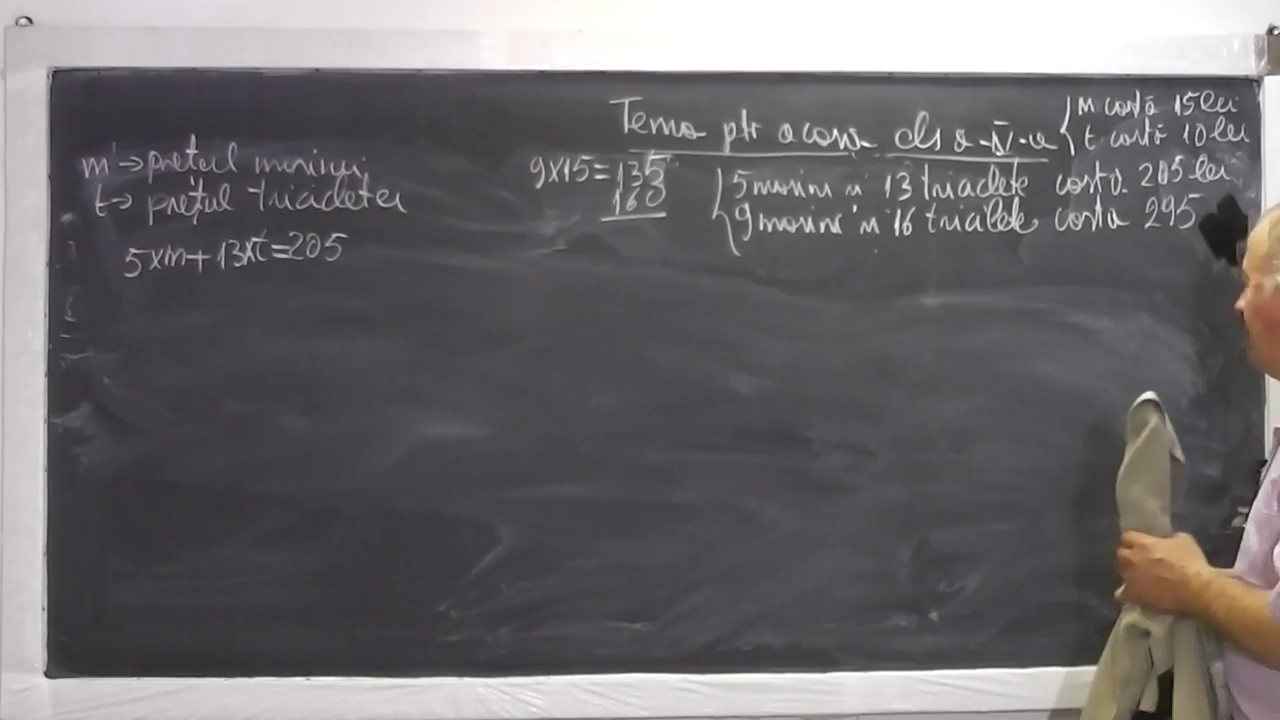 Tema ptr acasă cls a-IV-a
m costă 15 lei
t costă 10 lei
m → prețul mașinii
t → prețul tricicletei
5xm+13xt=205
9x15=135
160
5 mașini și 13 triciclete costă 205 lei
9 mașini și 16 triciclete costă 295